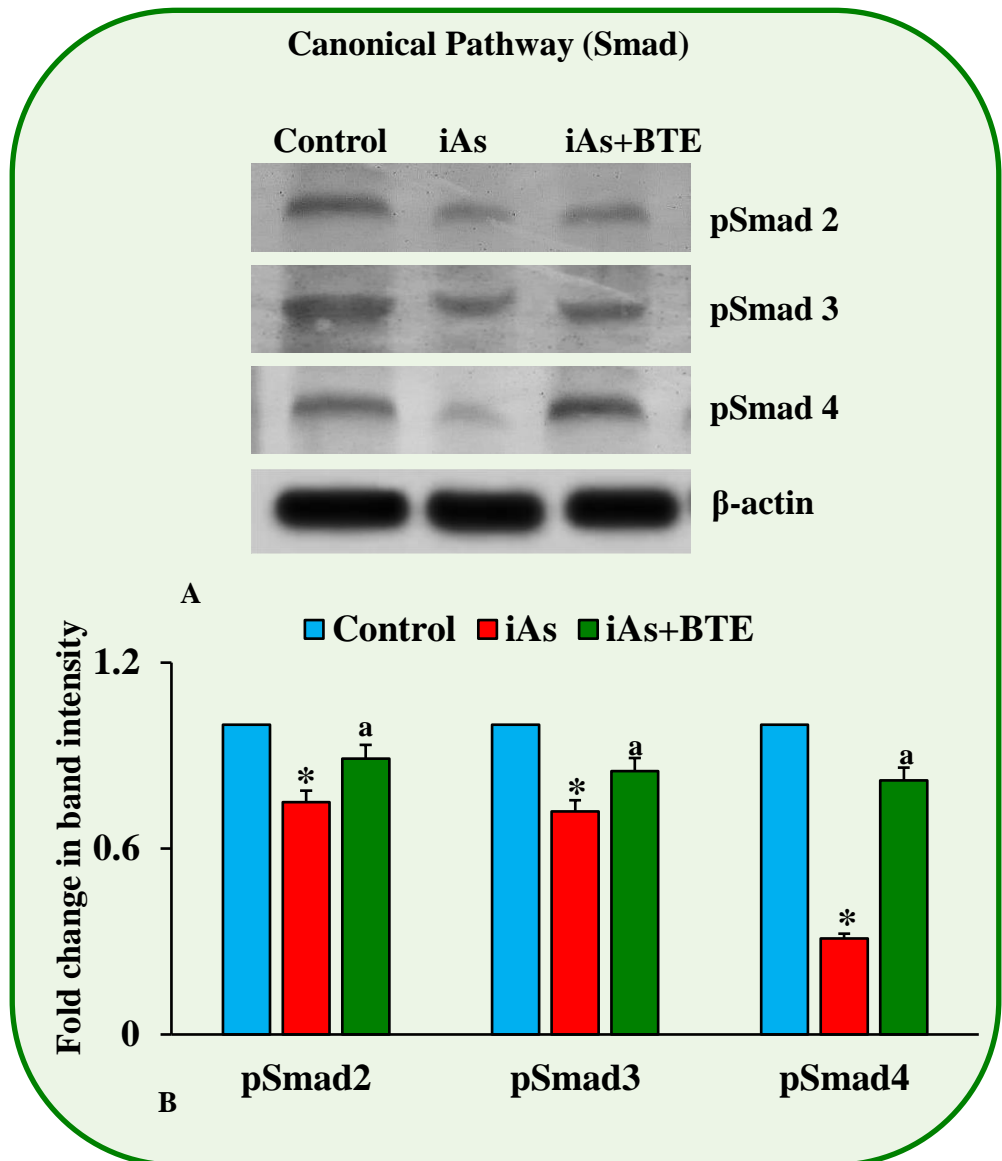 Canonical Pathway (Smad)
Control iAs iAs+BTE
pSmad 2
pSmad 3
pSmad 4
β-actin
A
Control iAs iAs+BTE
Fold change in band intensity
1.2
0.6
0
* a
* a
* a
pSmad2 pSmad3 pSmad4
B